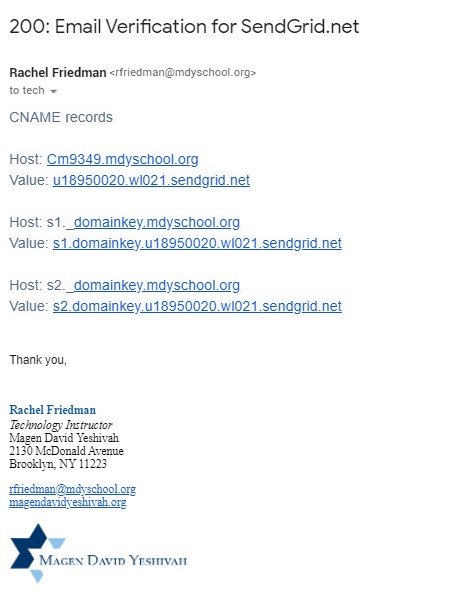 200: Email Verification for SendGrid.net
Rachel Friedman <rfriedman@mdyschool.org>
to tech
CNAME records
Host: Cm9349.mdyschool.org
Value: u18950020.wl021.sendgrid.net
Host: s1._domainkey.mdyschool.org
Value: s1.domainkey.u18950020.wl021.sendgrid.net
Host: s2._domainkey.mdyschool.org
Value: s2.domainkey.u18950020.wl021.sendgrid.net
Thank you,
Rachel Friedman
Technology Instructor
Magen David Yeshivah
2130 McDonald Avenue
Brooklyn, NY 11223
rfriedman@mdyschool.org
magendavidyeshivah.org
MAGEN DAVID YESHIVAH